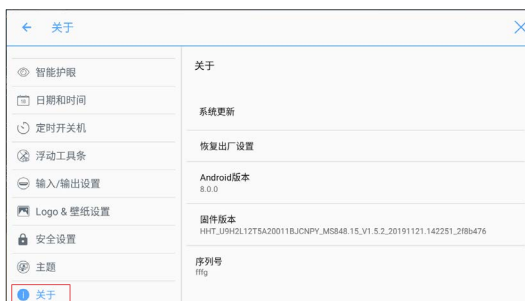 关于
智能护眼
日期和时间
定时开关机
浮动工具条
输入/输出设置
Logo & 壁纸设置
安全设置
主题
关于
关于
系统更新
恢复出厂设置
Android版本
8.0.0
固件版本
HHT_U9H2L12T5A20011BJCNPY_MS848.15_V1.5.2_20191121.142251_2f8b476
序列号
fffg